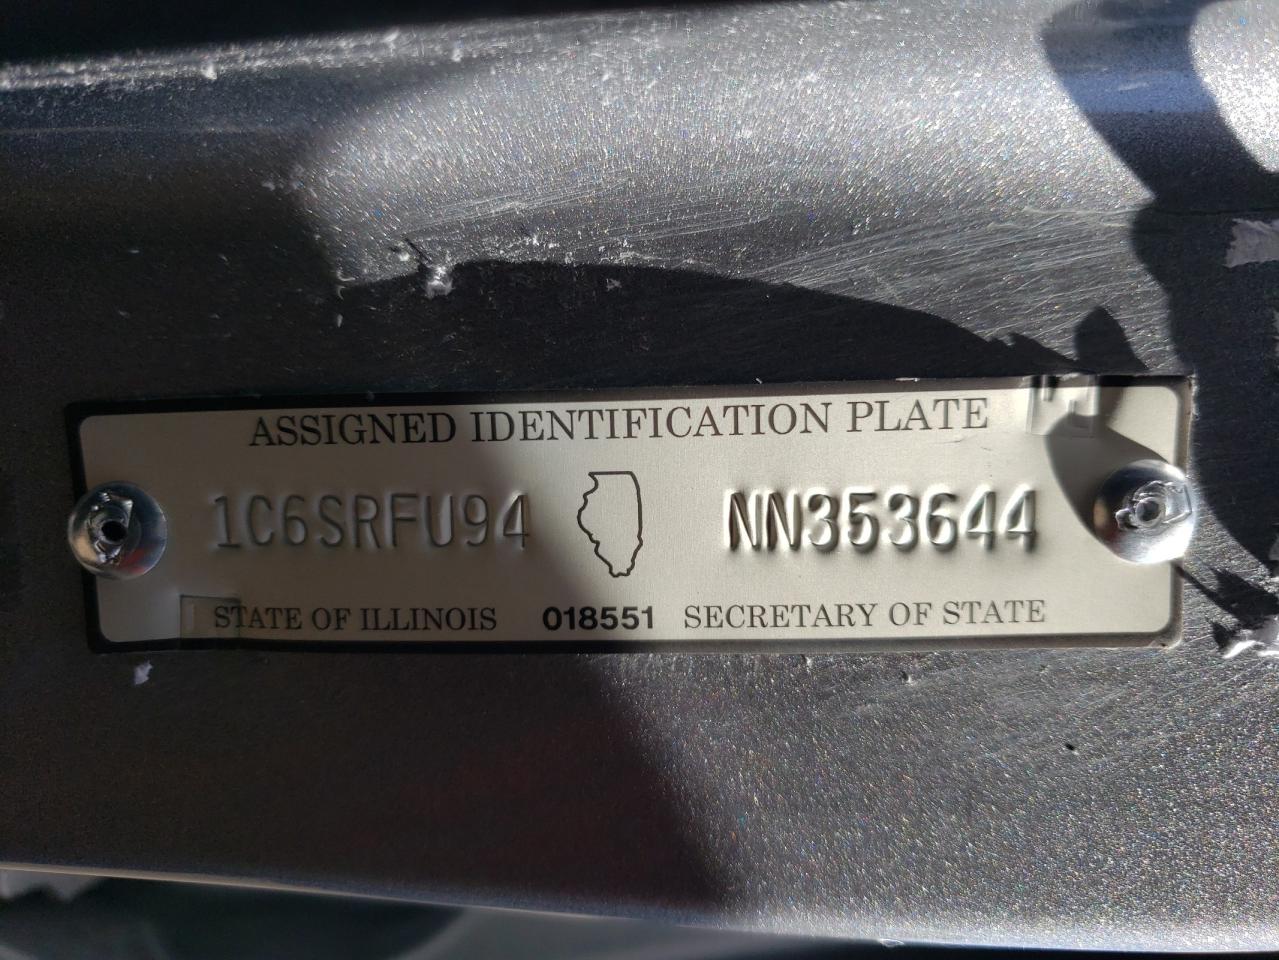 ASSIGNED IDENTIFICATION PLATE
1C6SRFU94 NN353644
STATE OF ILLINOIS 018551 SECRETARY OF STATE